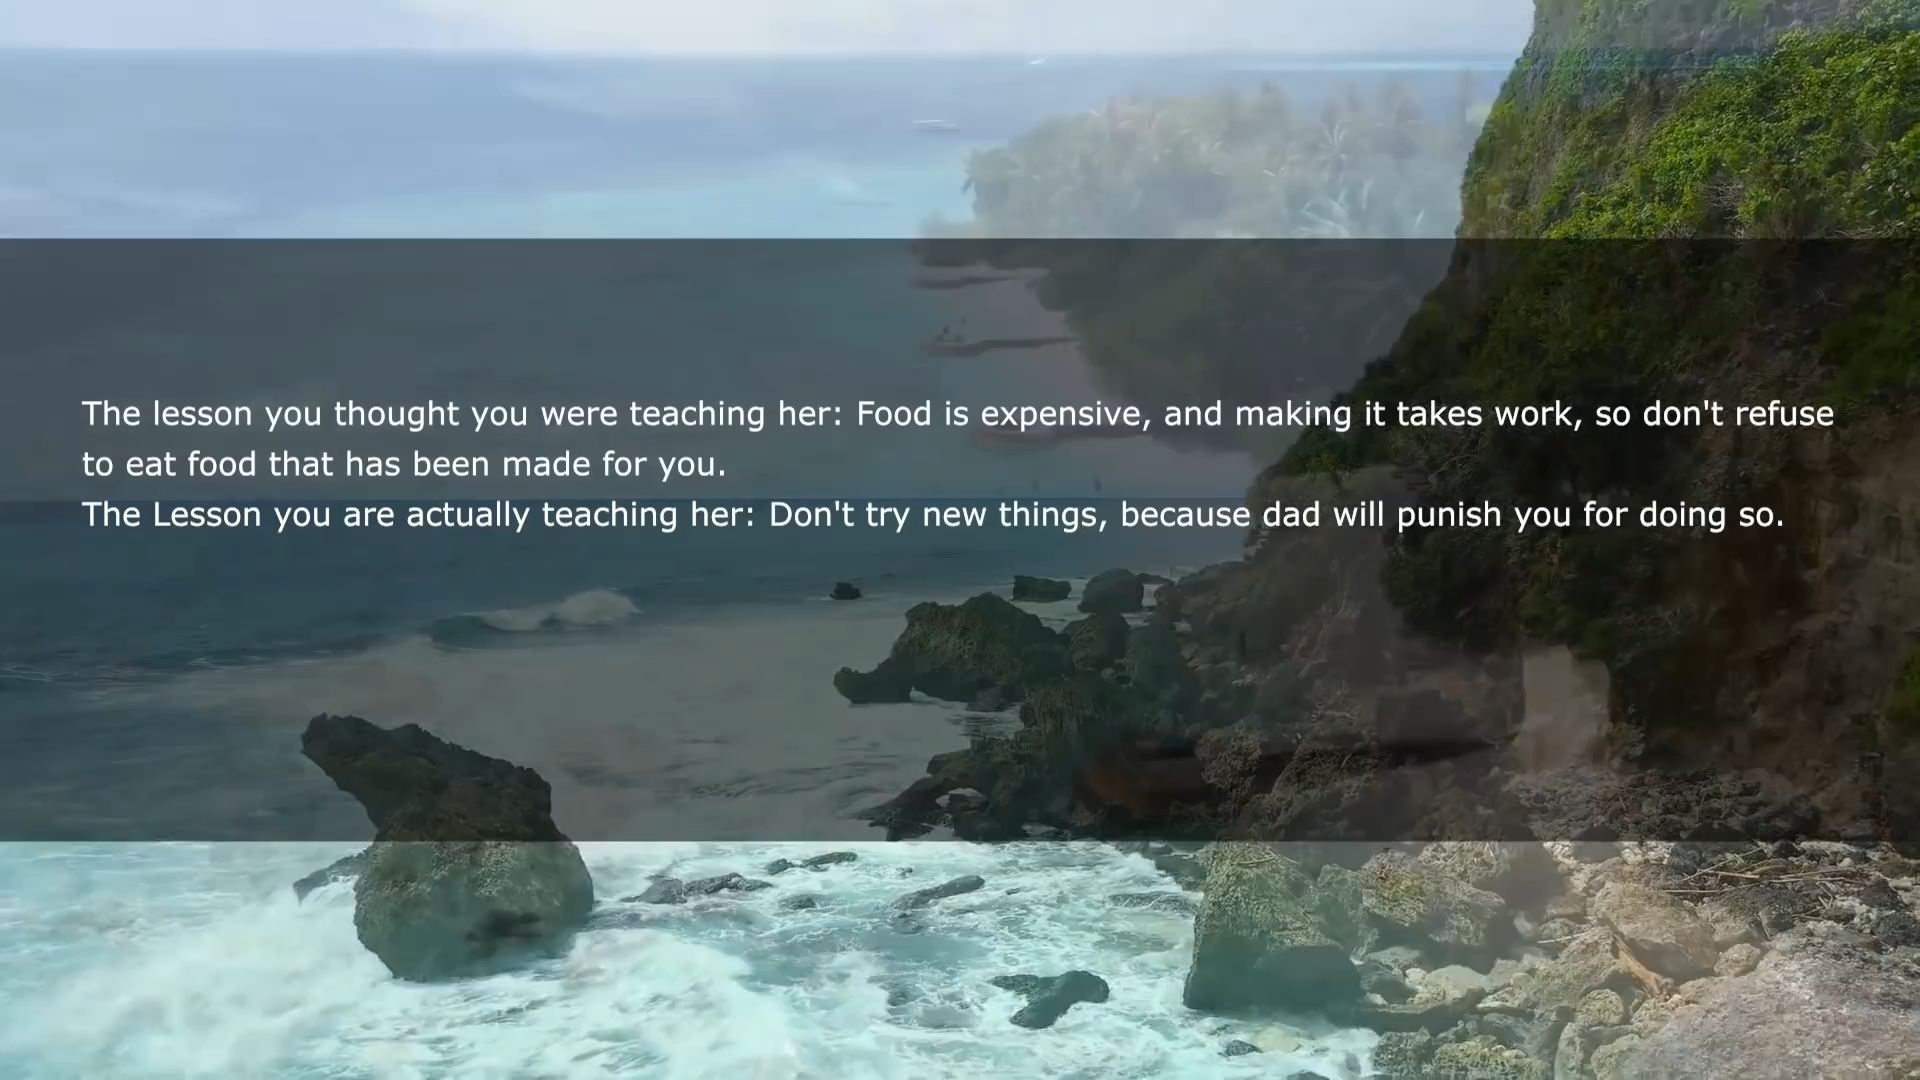 The lesson you thought you were teaching her: Food is expensive, and making it takes work, so don't refuse
to eat food that has been made for you.
The Lesson you are actually teaching her: Don't try new things, because dad will punish you for doing so.